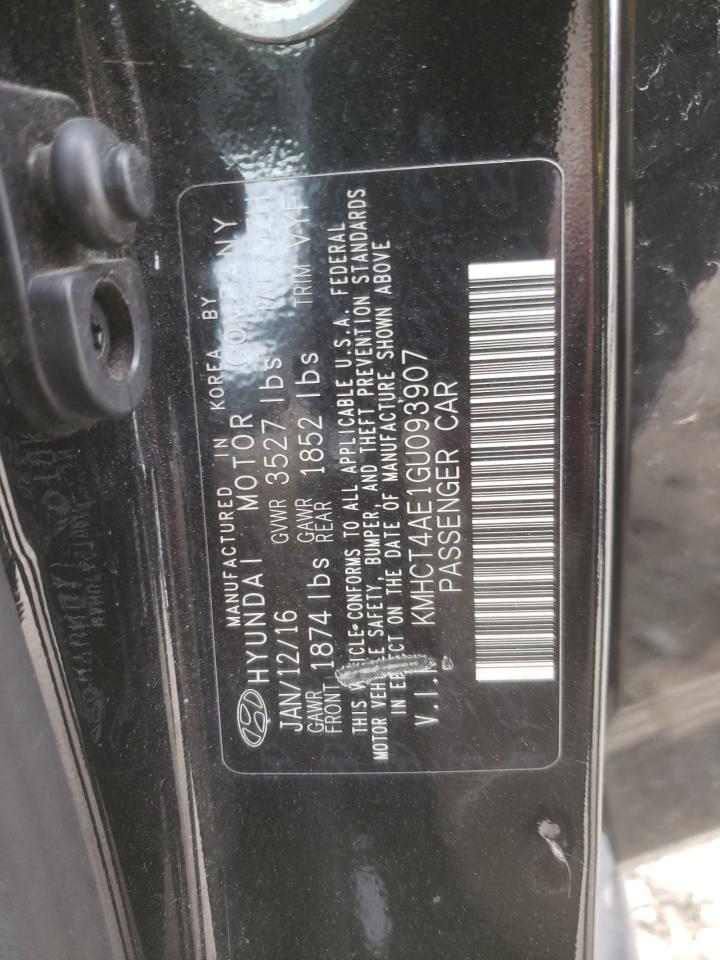 MANUFACTURED IN KOREA BY
HYUNDAI MOTOR COMPANY
JAN/12/16 GVWR 3527 lbs
GAWR FRONT 1874 lbs GAWR REAR 1852 lbs TRIM VYF
THIS VEHICLE CONFORMS TO ALL APPLICABLE U.S.A. FEDERAL
MOTOR VEHICLE SAFETY, BUMPER, AND THEFT PREVENTION STANDARDS
IN EFFECT ON THE DATE OF MANUFACTURE SHOWN ABOVE
V.I.N KMHCT4AE1GU093907
PASSENGER CAR